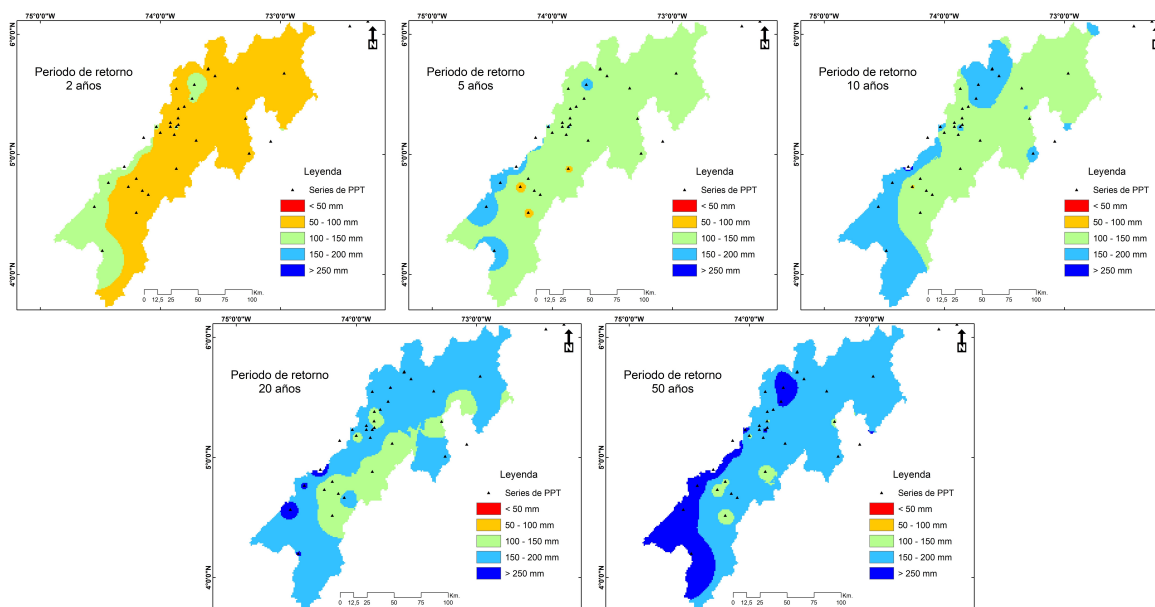 75°0'0"W 74°0'0"W 73°0'0"W
6°0'0"N
N
Periodo de retorno
2 años
5°0'0"N
Leyenda
Series de PPT
< 50 mm
50 - 100 mm
100 - 150 mm
150 - 200 mm
> 250 mm
4°0'0"N
Km.
0 12,5 25 50 75 100
75°0'0"W 74°0'0"W 73°0'0"W
6°0'0"N
N
Periodo de retorno
5 años
5°0'0"N
Leyenda
Series de PPT
< 50 mm
50 - 100 mm
100 - 150 mm
150 - 200 mm
> 250 mm
4°0'0"N
Km.
0 12,5 25 50 75 100
75°0'0"W 74°0'0"W 73°0'0"W
6°0'0"N
Periodo de retorno
10 años
5°0'0"N
Leyenda
Series de PPT
< 50 mm
50 - 100 mm
100 - 150 mm
150 - 200 mm
> 250 mm
4°0'0"N
Km.
0 12,5 25 50 75 100
75°0'0"W 74°0'0"W 73°0'0"W
6°0'0"N
N
Periodo de retorno
20 años
5°0'0"N
Leyenda
Series de PPT
< 50 mm
50 - 100 mm
100 - 150 mm
150 - 200 mm
> 250 mm
4°0'0"N
Km.
0 12,5 25 50 75 100
75°0'0"W 74°0'0"W 73°0'0"W
6°0'0"N
N
Periodo de retorno
50 años
5°0'0"N
Leyenda
Series de PPT
< 50 mm
50 - 100 mm
100 - 150 mm
150 - 200 mm
> 250 mm
4°0'0"N
Km.
0 12,5 25 50 75 100